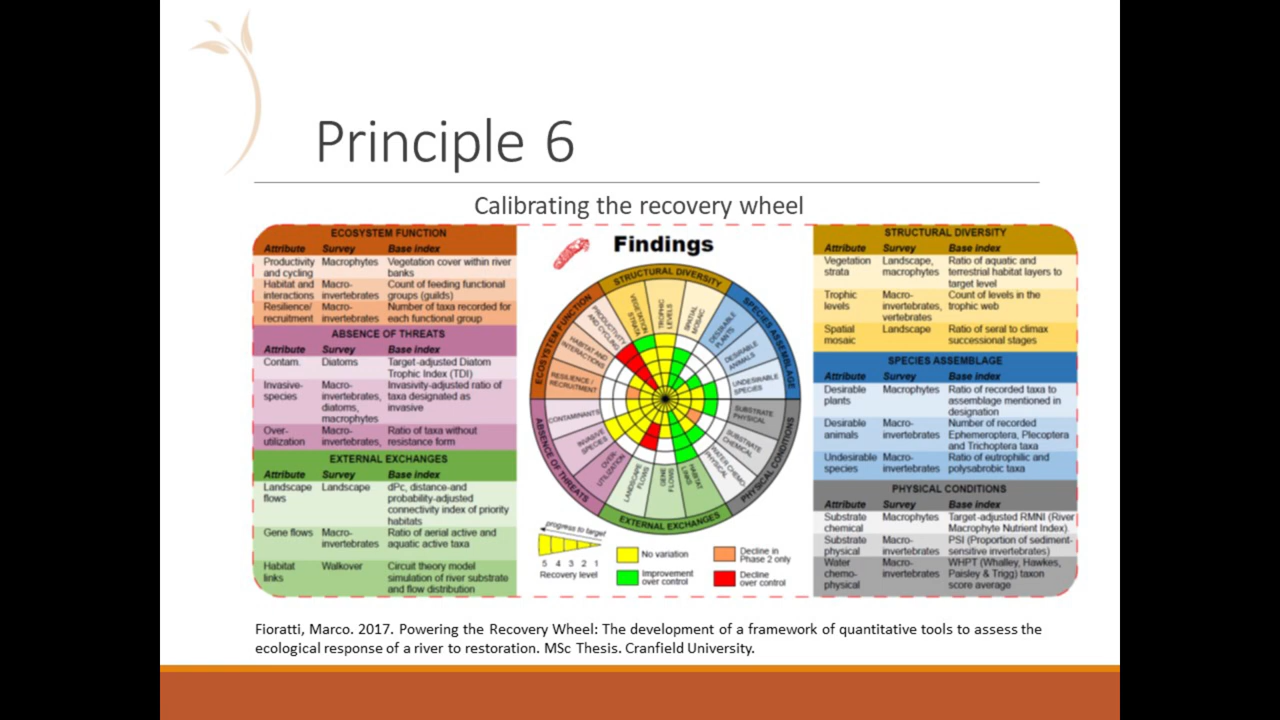 Principle 6
Calibrating the recovery wheel
ECOSYSTEM FUNCTION
Attribute Survey Base index
Productivity and cycling Macrophytes Vegetation cover within river banks
Habitat and interactions Macro-invertebrates Count of feeding functional groups (guilds)
Resilience/ recruitment Macro-invertebrates Number of taxa recorded for each functional group
ABSENCE OF THREATS
Attribute Survey Base index
Contam. Diatoms Target-adjusted Diatom Trophic Index (TDI)
Invasive-species Macro-invertebrates, diatoms, macrophytes Invasivity-adjusted ratio of taxa designated as invasive
Over-utilization Macro-invertebrates, Ratio of taxa without resistance form
EXTERNAL EXCHANGES
Attribute Survey Base index
Landscape flows Landscape dPc, distance-and probability-adjusted connectivity index of priority habitats
Gene flows Macro-invertebrates Ratio of aerial active and aquatic active taxa
Habitat links Walkover Circuit theory model simulation of river substrate and flow distribution
Findings
STRUCTURAL DIVERSITY
VEGETATION STRATA
TROPHIC LEVELS
SPATIAL MOSAIC
SPECIES ASSEMBLAGE
DESIRABLE PLANTS
DESIRABLE ANIMALS
UNDESIRABLE SPECIES
PHYSICAL CONDITIONS
SUBSTRATE PHYSICAL
SUBSTRATE CHEMICAL
WATER CHEMO-PHYSICAL
EXTERNAL EXCHANGES
HABITAT LINKS
GENE FLOWS
LANDSCAPE FLOWS
ABSENCE OF THREATS
OVER-UTILIZATION
INVASIVE SPECIES
CONTAMINANTS
ECOSYSTEM FUNCTION
RESILIENCE / RECRUITMENT
HABITAT AND INTERACTIONS
PRODUCTIVITY AND CYCLING
progress to target
5 4 3 2 1
Recovery level
No variation
Improvement over control
Decline in Phase 2 only
Decline over control
STRUCTURAL DIVERSITY
Attribute Survey Base index
Vegetation strata Landscape, macrophytes Ratio of aquatic and terrestrial habitat layers to target level
Trophic levels Macro-invertebrates, vertebrates Count of levels in the trophic web
Spatial mosaic Landscape Ratio of seral to climax successional stages
SPECIES ASSEMBLAGE
Attribute Survey Base index
Desirable plants Macrophytes Ratio of recorded taxa to assemblage mentioned in designation
Desirable animals Macro-invertebrates Number of recorded Ephemeroptera, Plecoptera and Trichoptera taxa
Undesirable species Macro-invertebrates Ratio of eutrophilic and polysabrobic taxa
PHYSICAL CONDITIONS
Attribute Survey Base index
Substrate chemical Macrophytes Target-adjusted RMNI (River Macrophyte Nutrient Index).
Substrate physical Macro-invertebrates PSI (Proportion of sediment-sensitive invertebrates)
Water chemo-physical Macro-invertebrates WHPT (Whalley, Hawkes, Paisley & Trigg) taxon score average
Fioratti, Marco. 2017. Powering the Recovery Wheel: The development of a framework of quantitative tools to assess the
ecological response of a river to restoration. MSc Thesis. Cranfield University.